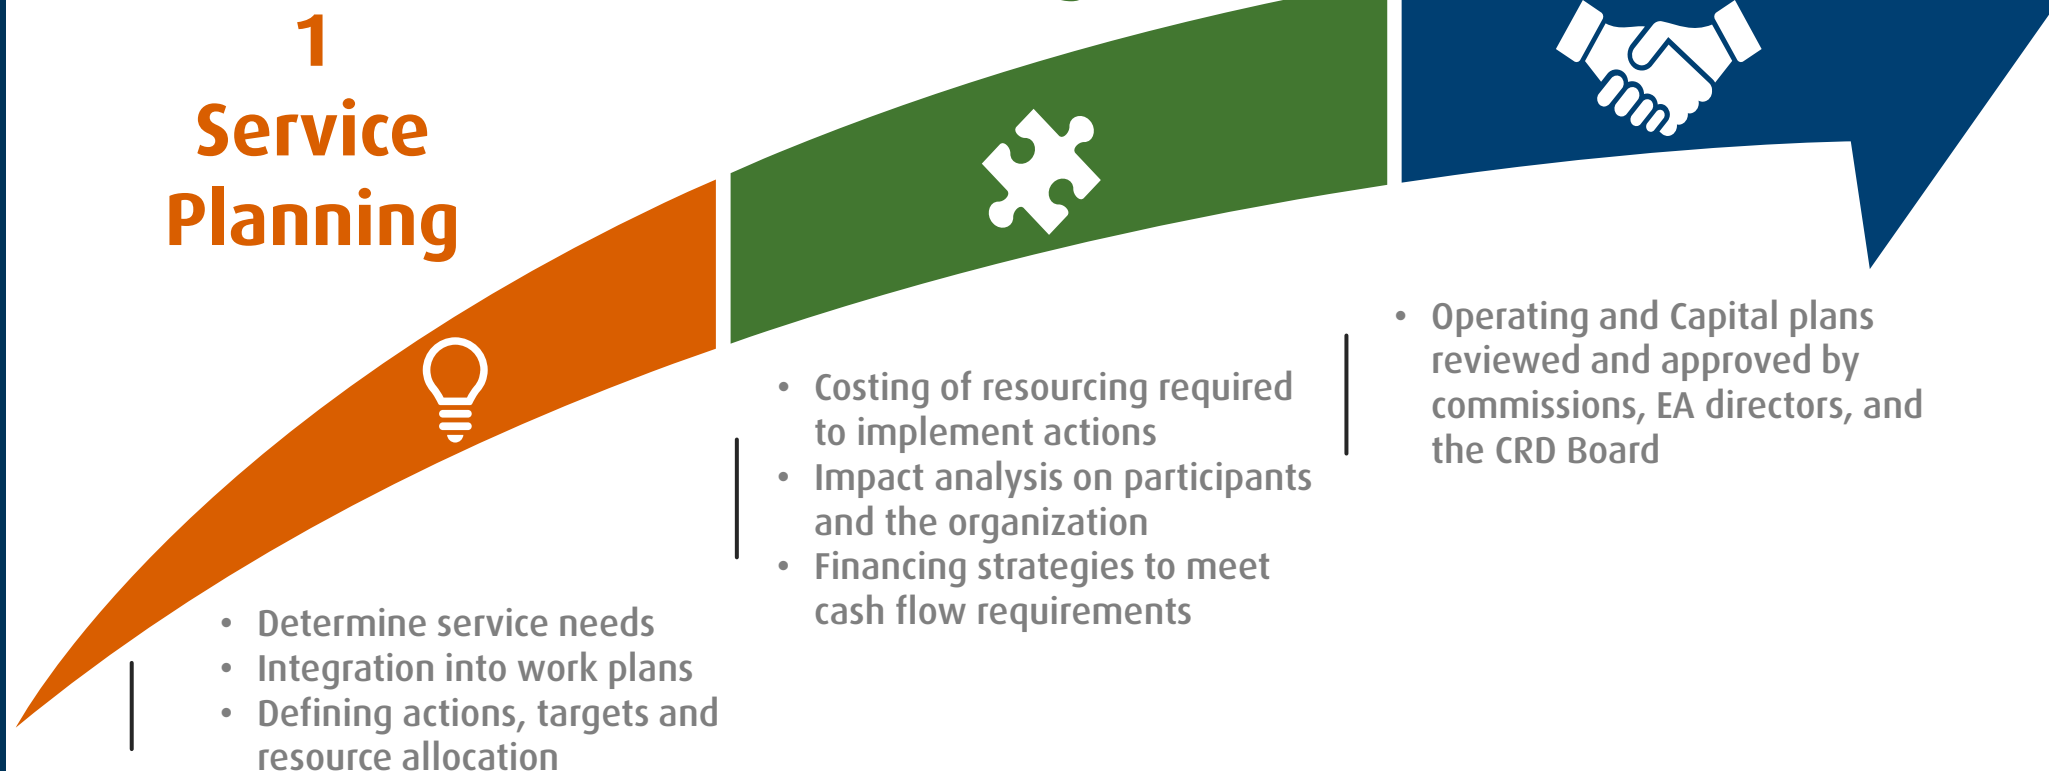 1
Service
Planning
• Determine service needs
• Integration into work plans
• Defining actions, targets and
resource allocation
• Costing of resourcing required
to implement actions
• Impact analysis on participants
and the organization
• Financing strategies to meet
cash flow requirements
• Operating and Capital plans
reviewed and approved by
commissions, EA directors, and
the CRD Board